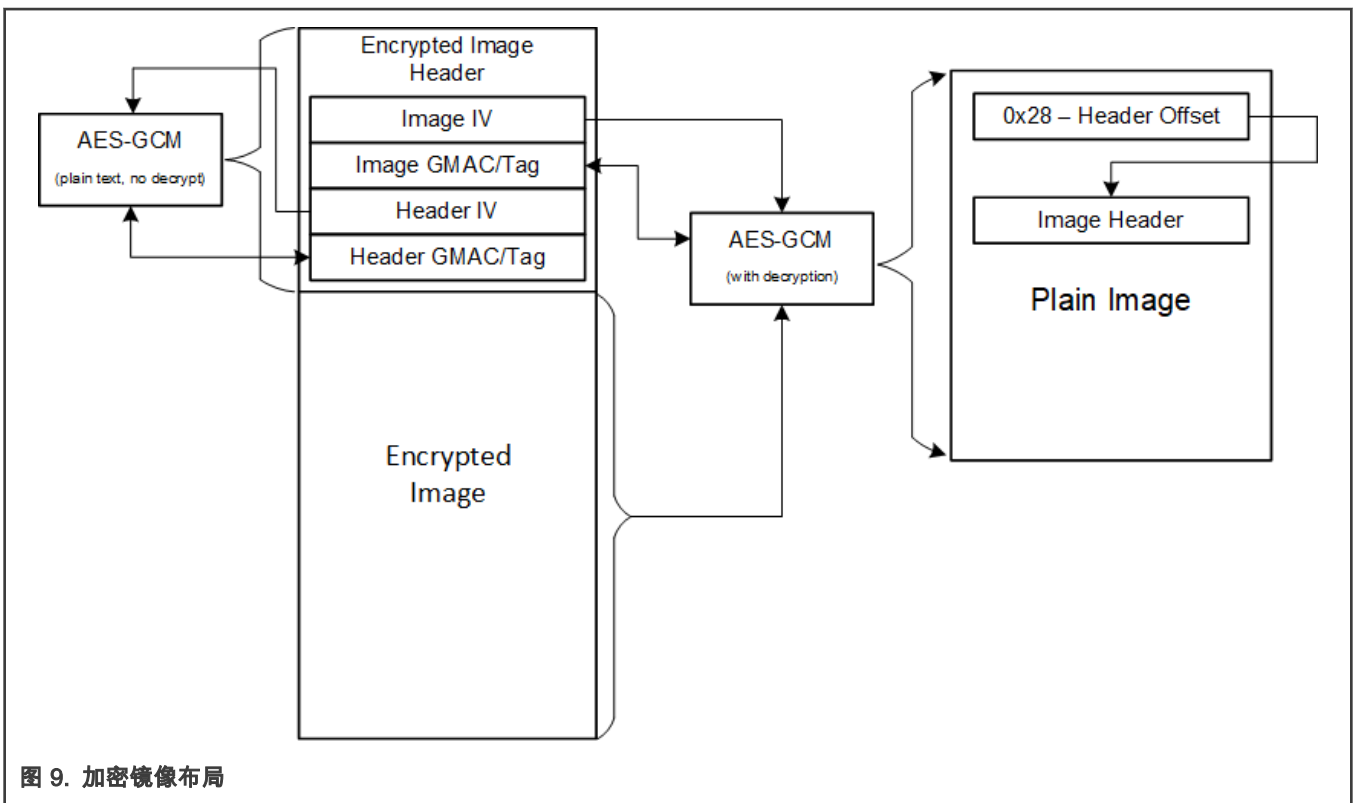 Encrypted Image
Header
Image IV
Image GMAC/Tag
Header IV
Header GMAC/Tag
AES-GCM
(plain text, no decrypt)
Encrypted
Image
AES-GCM
(with decryption)
0x28 – Header Offset
Image Header
Plain Image
图 9. 加密镜像布局